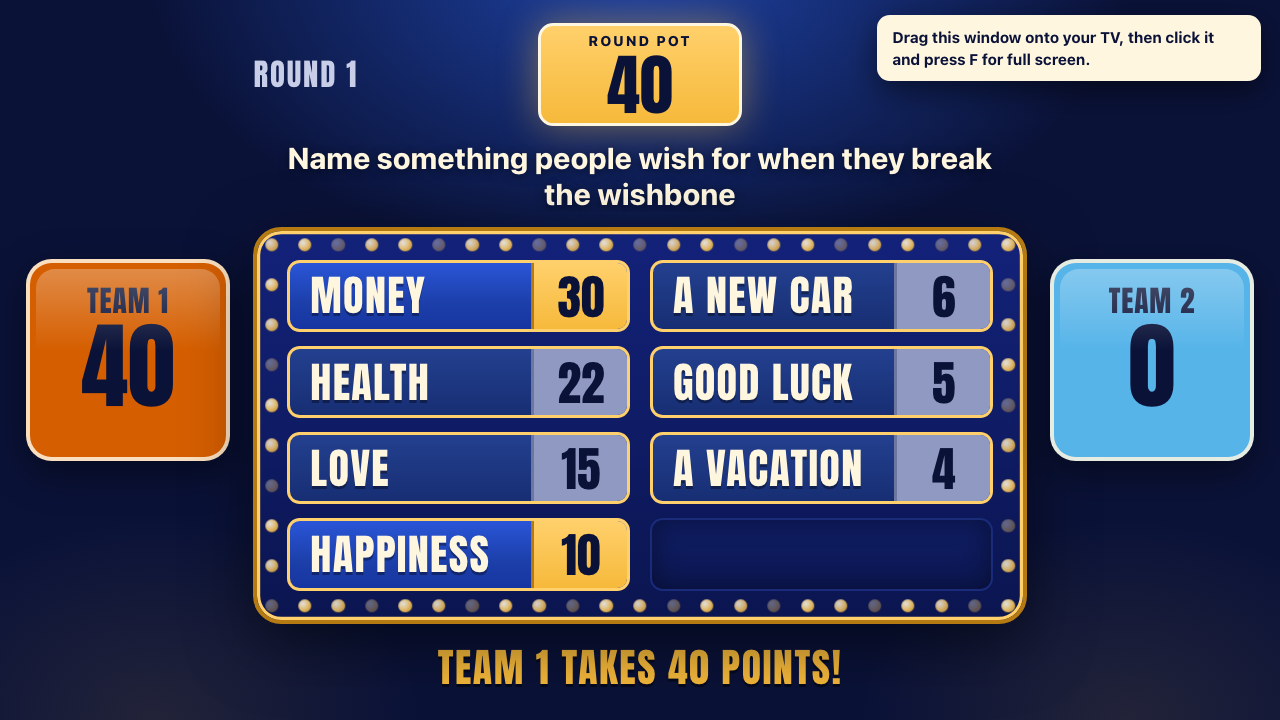 ROUND 1
ROUND POT
40
Drag this window onto your TV, then click it
and press F for full screen.
Name something people wish for when they break
the wishbone
TEAM 1
40
MONEY 30
HEALTH 22
LOVE 15
HAPPINESS 10
A NEW CAR 6
GOOD LUCK 5
A VACATION 4
TEAM 2
0
TEAM 1 TAKES 40 POINTS!